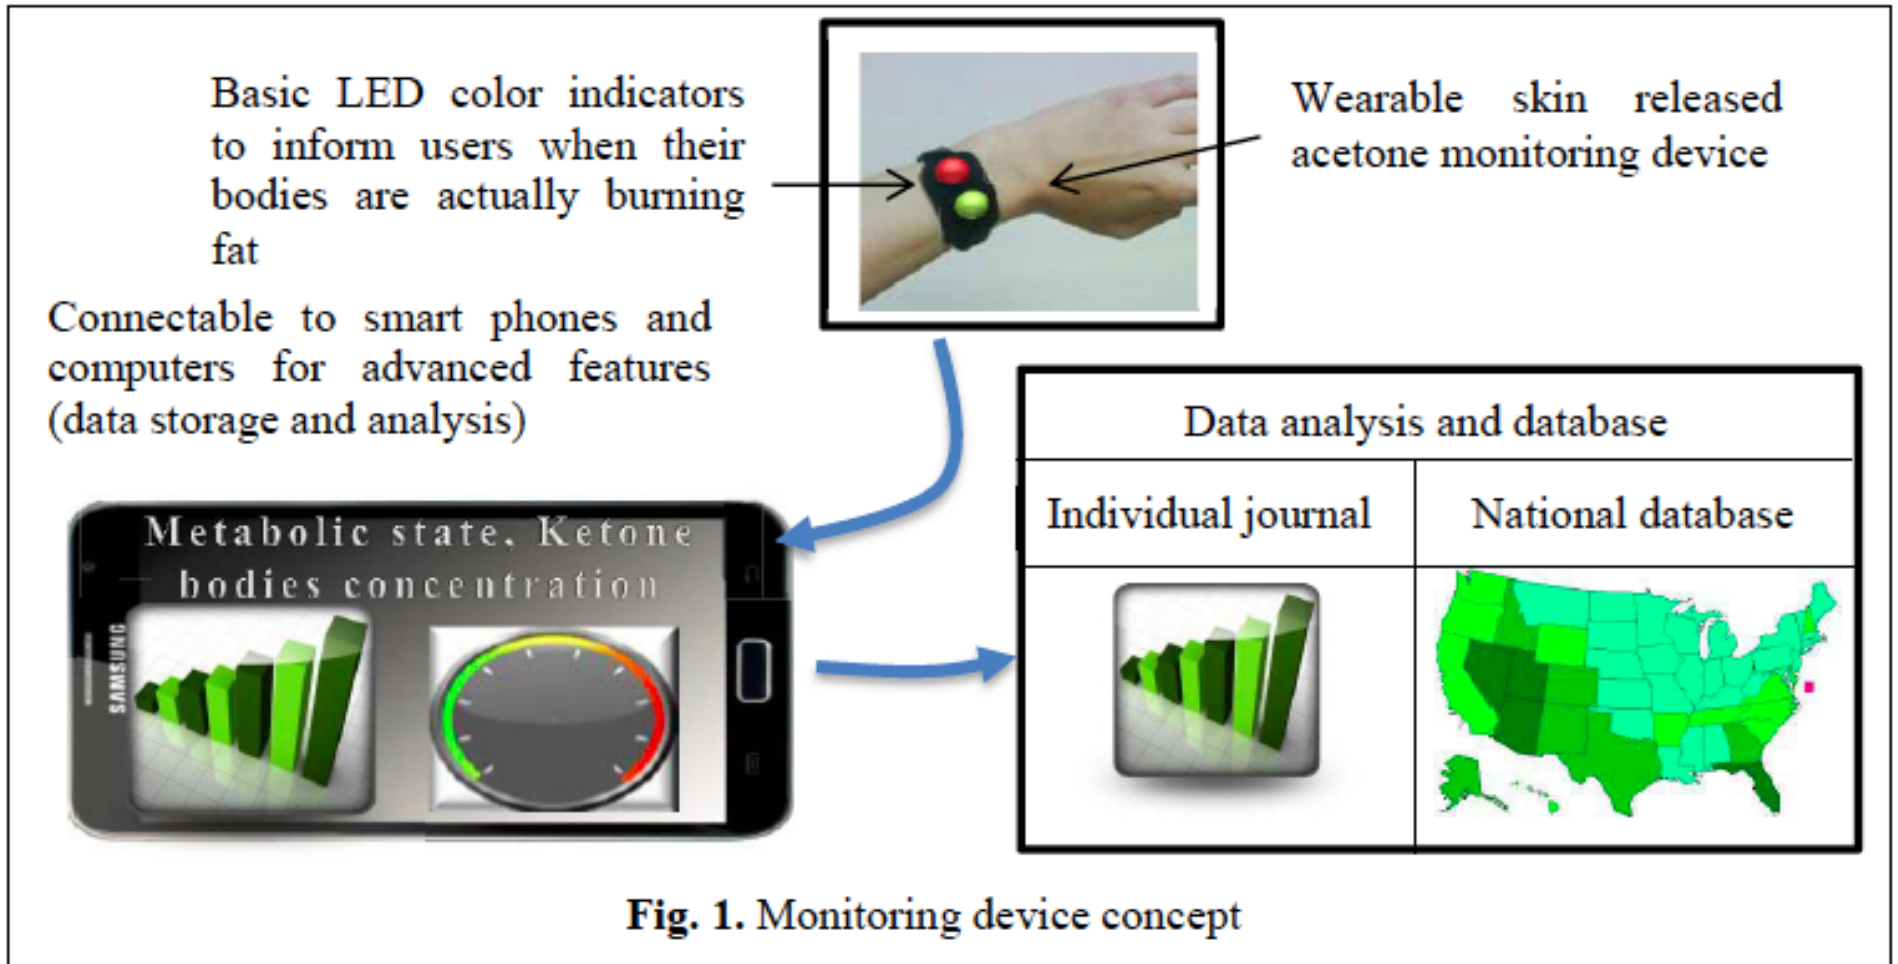 Basic LED color indicators
to inform users when their
bodies are actually burning
fat
Wearable skin released
acetone monitoring device
Connectable to smart phones and
computers for advanced features
(data storage and analysis)
Metabolic state, Ketone
bodies concentration
SAMSUNG
Data analysis and database
Individual journal
National database
Fig. 1. Monitoring device concept